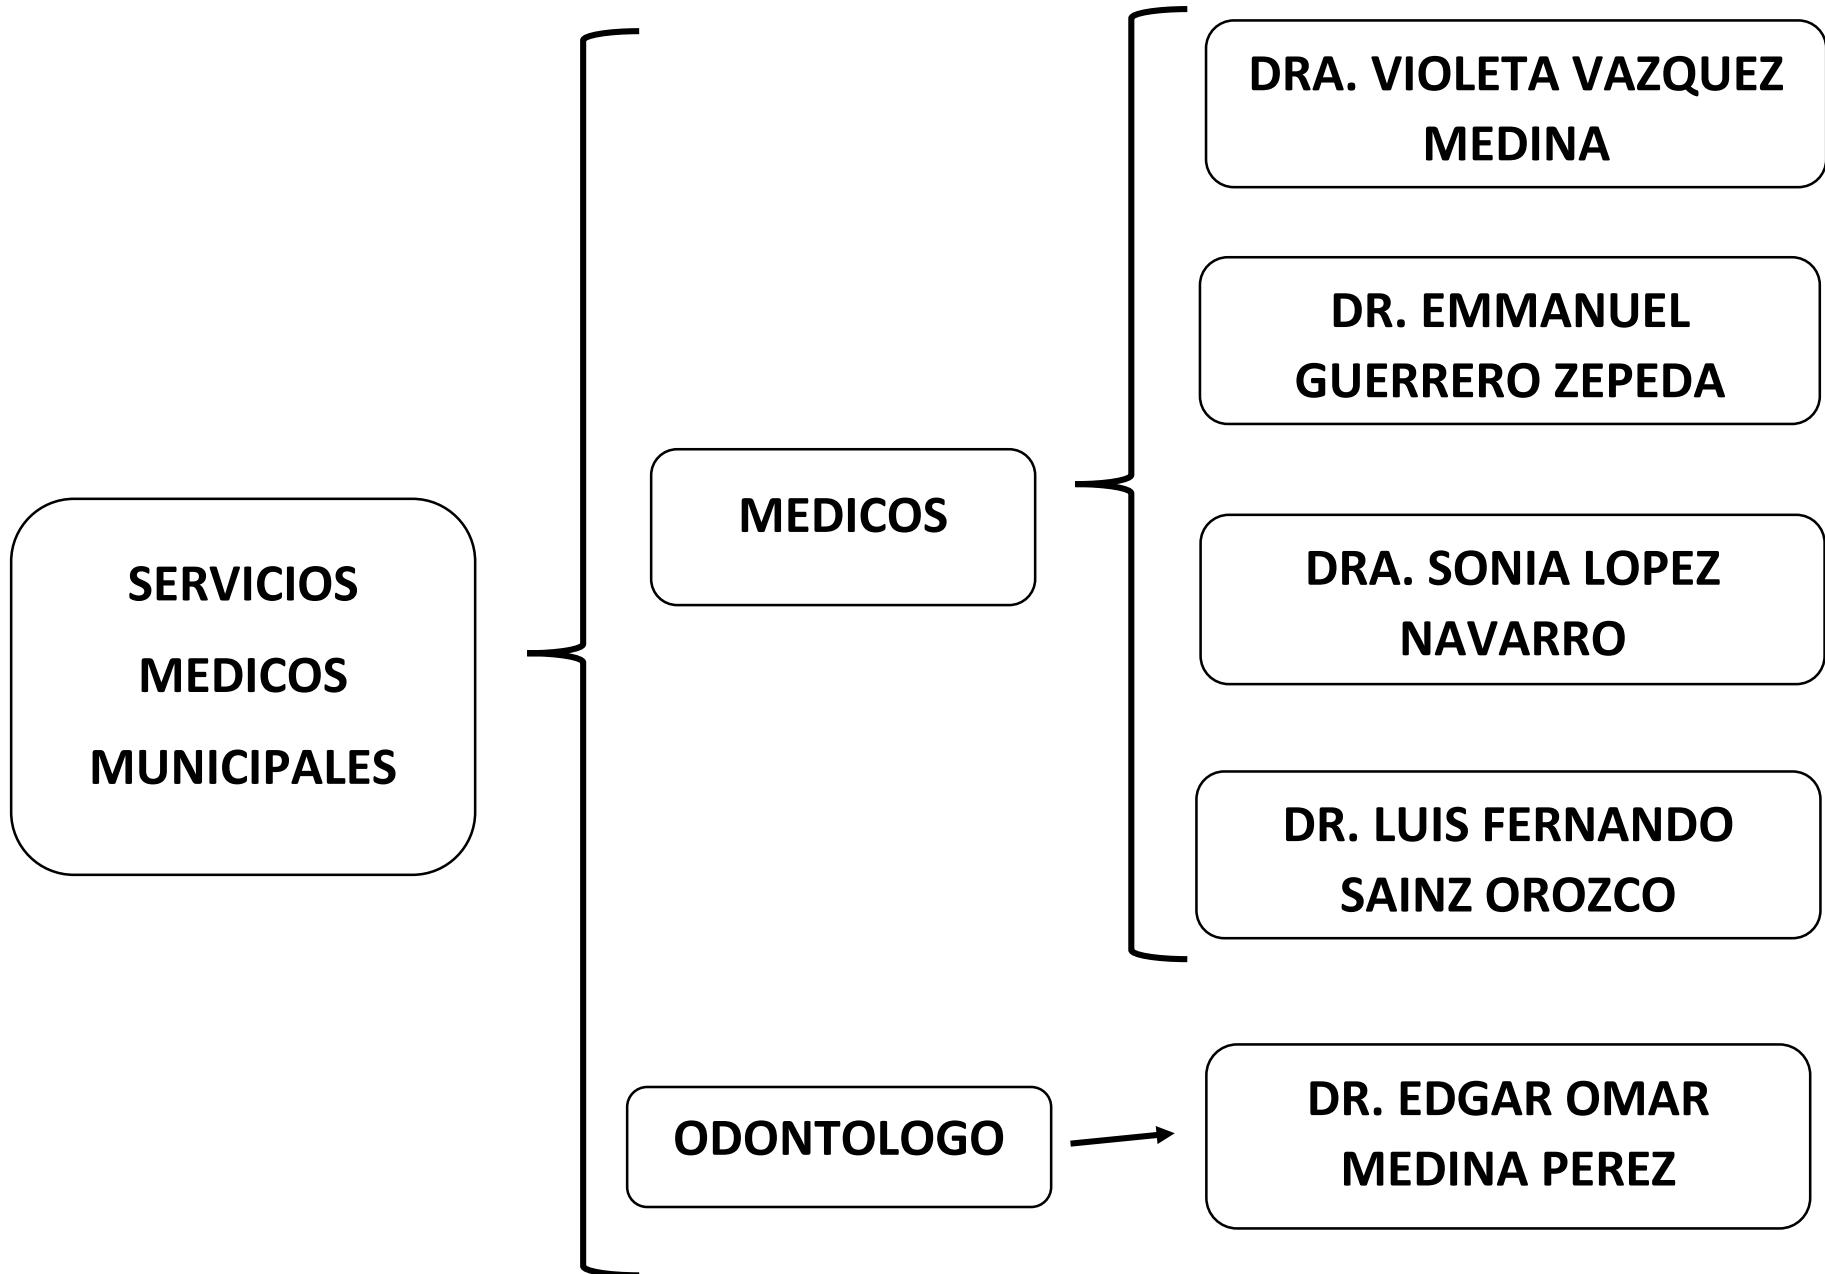 SERVICIOS
MEDICOS
MUNICIPALES
MEDICOS
DRA. VIOLETA VAZQUEZ
MEDINA
DR. EMMANUEL
GUERRERO ZEPEDA
DRA. SONIA LOPEZ
NAVARRO
DR. LUIS FERNANDO
SAINZ OROZCO
ODONTOLOGO
DR. EDGAR OMAR
MEDINA PEREZ